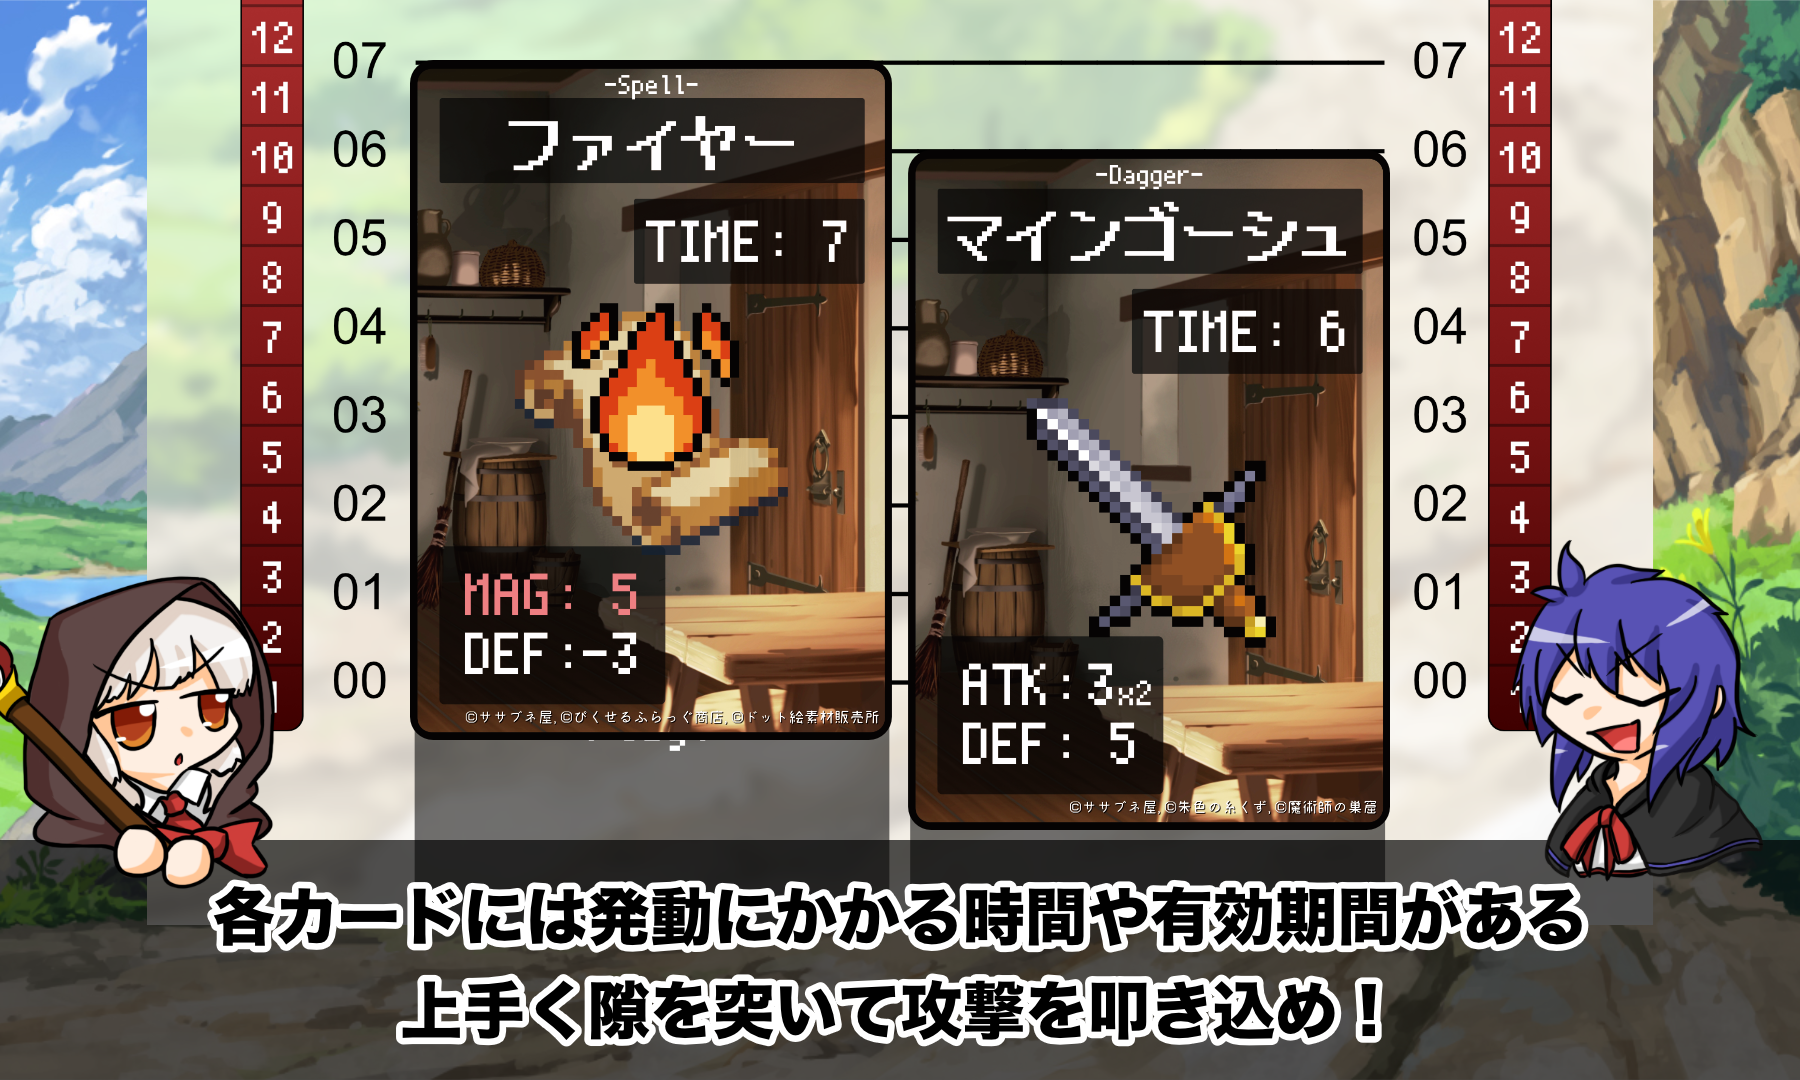 12
11
10
9
8
7
6
5
4
3
2
07
06
05
04
03
02
01
00
-Spell-
ファイヤー
TIME: 7
MAG: 5
DEF:-3
©ササブネ屋,©ぴくせるふらっぐ商店,©ドット絵素材販売所
-Dagger-
マインゴーシュ
TIME: 6
ATK:3x2
DEF: 5
©ササブネ屋,©朱色の糸くず,©魔術師の巣窟
07
06
05
04
03
02
01
00
12
11
10
9
8
7
6
5
4
3
2
各カードには発動にかかる時間や有効期間がある
上手く隙を突いて攻撃を叩き込め！